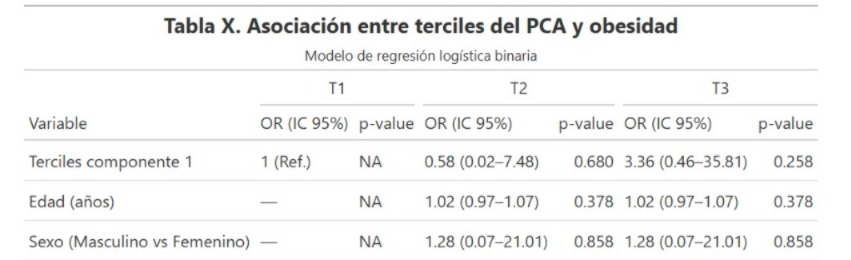 Tabla X. Asociación entre terciles del PCA y obesidad
Modelo de regresión logística binaria
T1 T2 T3
Variable OR (IC 95%) p-value OR (IC 95%) p-value OR (IC 95%) p-value
Terciles componente 1 1 (Ref.) NA 0.58 (0.02–7.48) 0.680 3.36 (0.46–35.81) 0.258
Edad (años) — NA 1.02 (0.97–1.07) 0.378 1.02 (0.97–1.07) 0.378
Sexo (Masculino vs Femenino) — NA 1.28 (0.07–21.01) 0.858 1.28 (0.07–21.01) 0.858